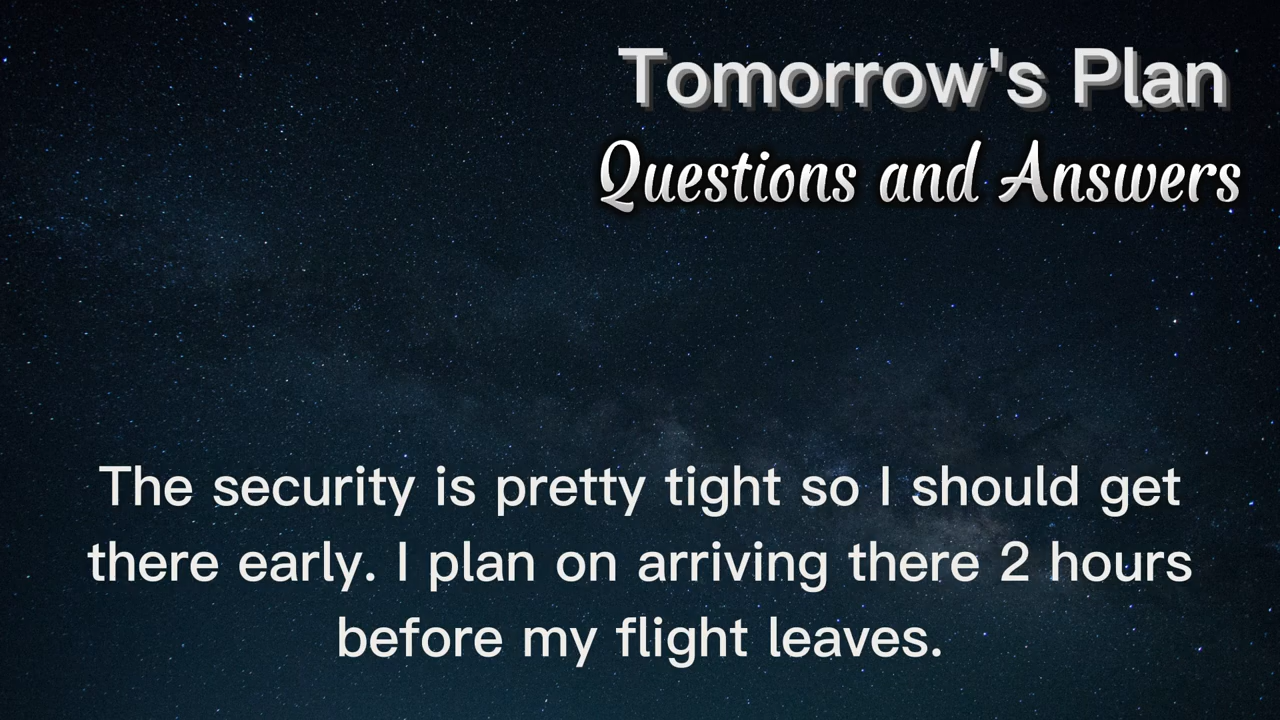 Tomorrow's Plan
Questions and Answers
The security is pretty tight so I should get
there early. I plan on arriving there 2 hours
before my flight leaves.